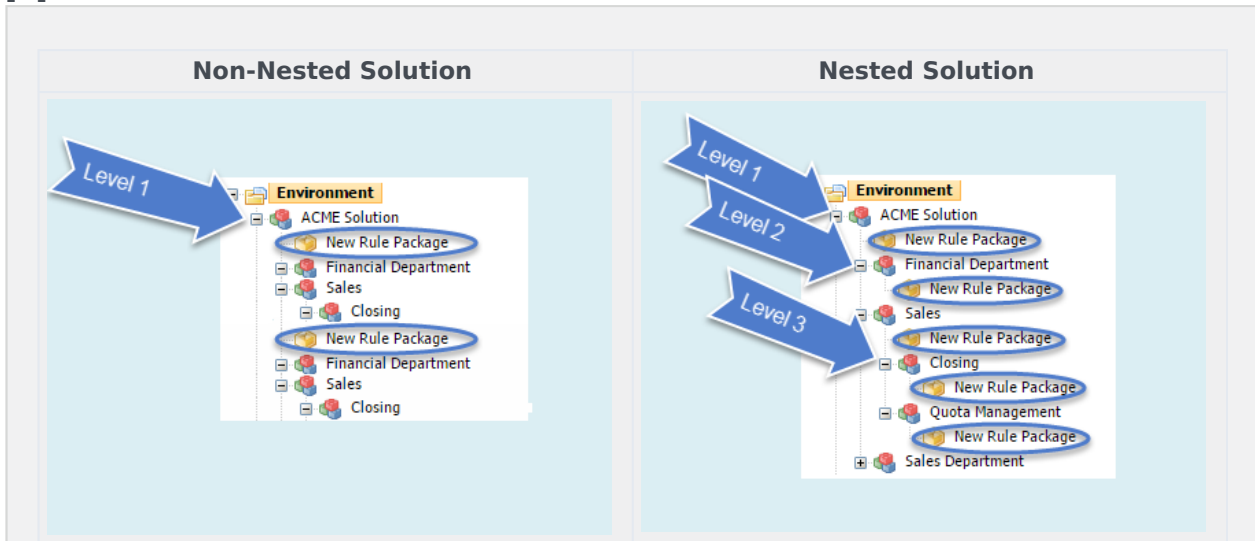 Non-Nested Solution
Nested Solution
Level 1
Environment
ACME Solution
New Rule Package
Financial Department
Sales
Closing
New Rule Package
Financial Department
Sales
Closing
Level 1
Level 2
Level 3
Environment
ACME Solution
New Rule Package
Financial Department
New Rule Package
Sales
New Rule Package
Closing
New Rule Package
Quota Management
New Rule Package
Sales Department